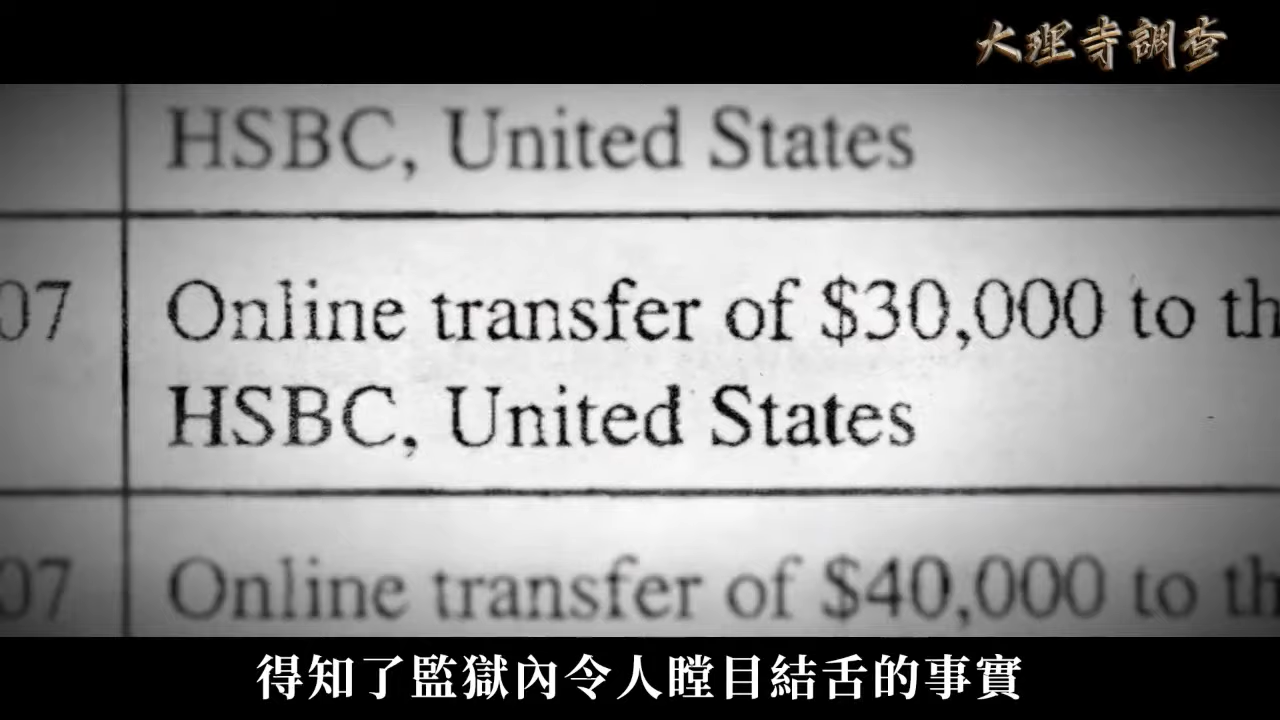 大理寺調查
HSBC, United States
07
Online transfer of $30,000 to th
HSBC, United States
07
Online transfer of $40,000 to th
得知了監獄內令人瞠目結舌的事實